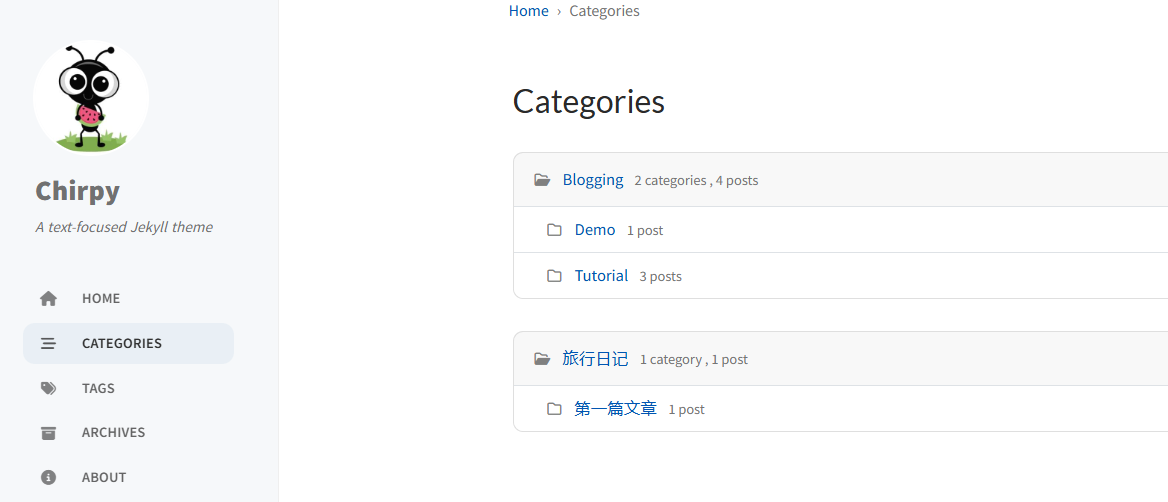 Chirpy
A text-focused Jekyll theme
HOME
CATEGORIES
TAGS
ARCHIVES
ABOUT
Home › Categories
Categories
Blogging 2 categories , 4 posts
Demo 1 post
Tutorial 3 posts
旅行日记 1 category , 1 post
第一篇文章 1 post